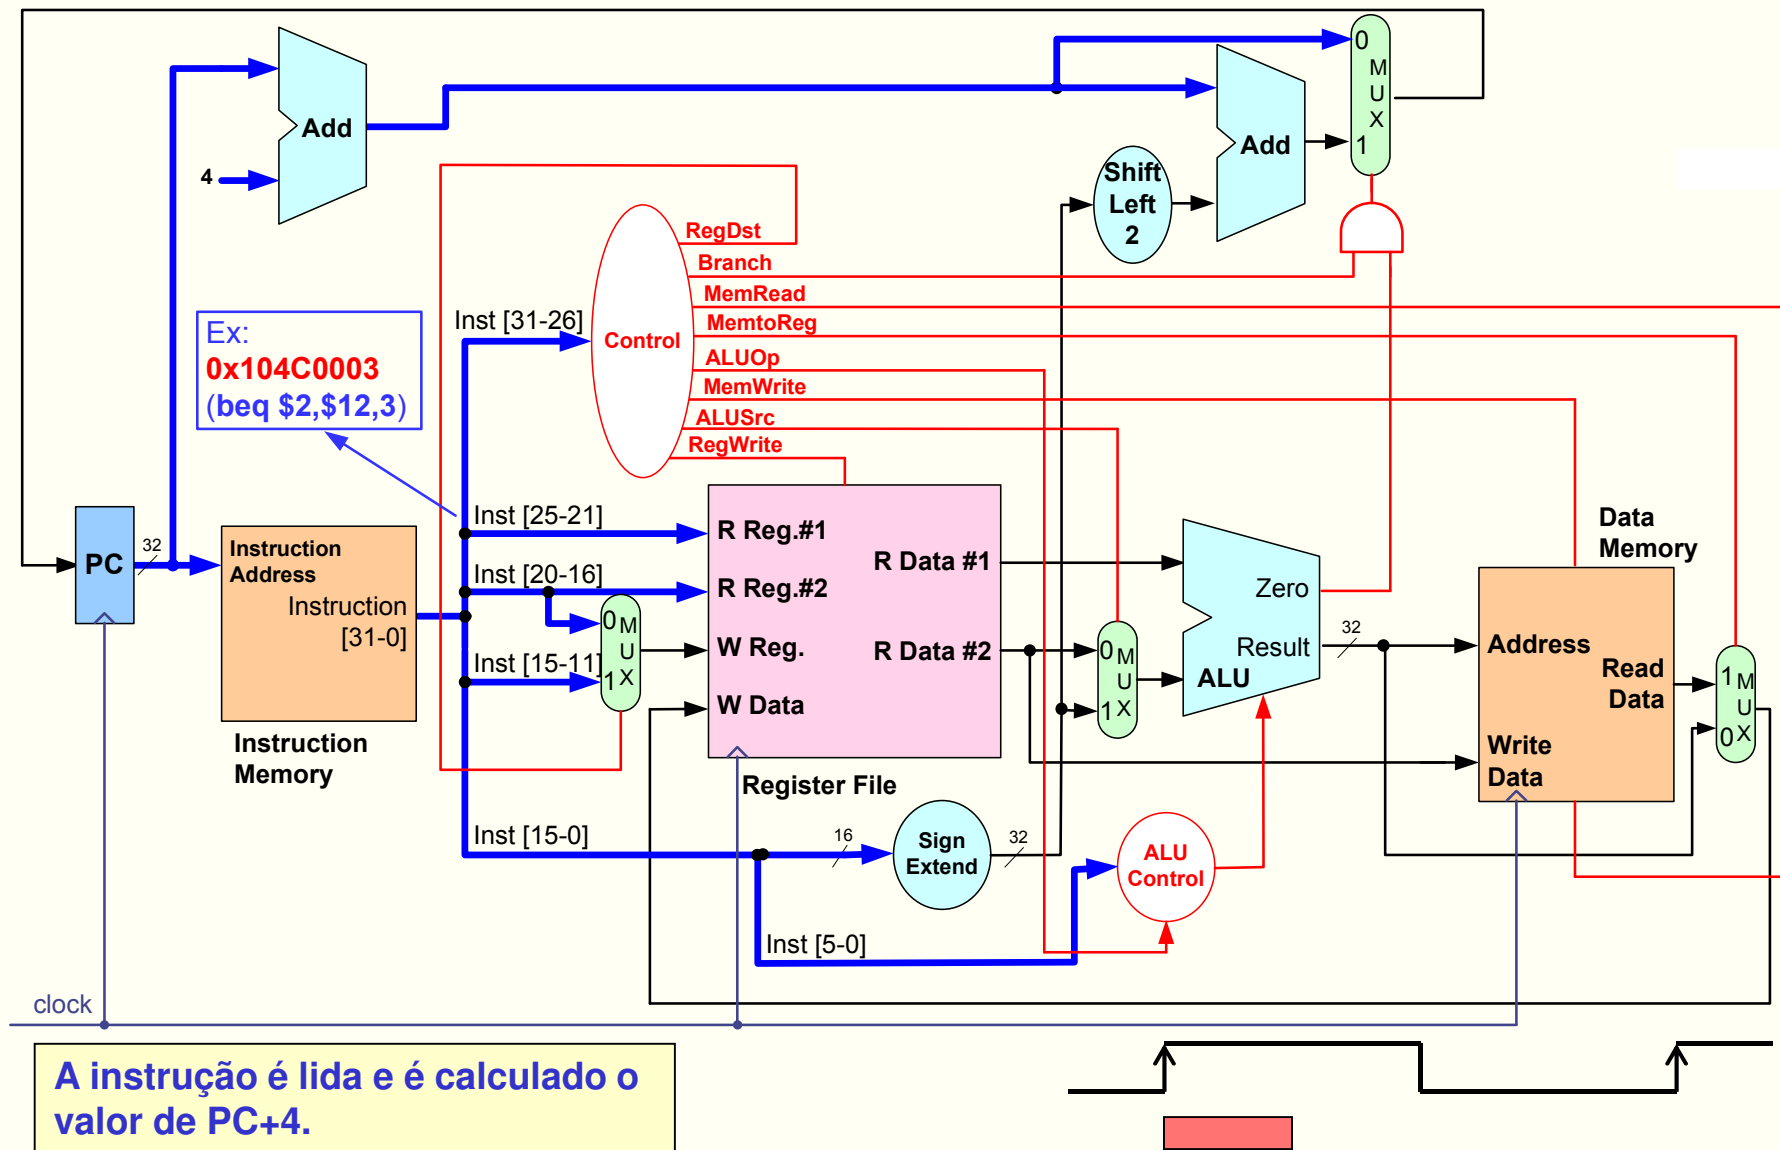 0
M
U
X
1
Add
4
Add
Shift
Left
2
RegDst
Branch
MemRead
MemtoReg
ALUOp
MemWrite
ALUSrc
RegWrite
Control
Inst [31-26]
Ex:
0x104C0003
(beq $2,$12,3)
PC
32
Instruction
Address
Instruction
[31-0]
Instruction
Memory
Inst [25-21]
Inst [20-16]
Inst [15-11]
0
M
U
X
1
R Reg.#1
R Reg.#2
W Reg.
W Data
R Data #1
R Data #2
Register File
0
M
U
X
1
Zero
Result
ALU
32
Data
Memory
Address
Read
Data
Write
Data
1
M
U
X
0
Inst [15-0]
16
Sign
Extend
32
ALU
Control
Inst [5-0]
clock
A instrução é lida e é calculado o
valor de PC+4.